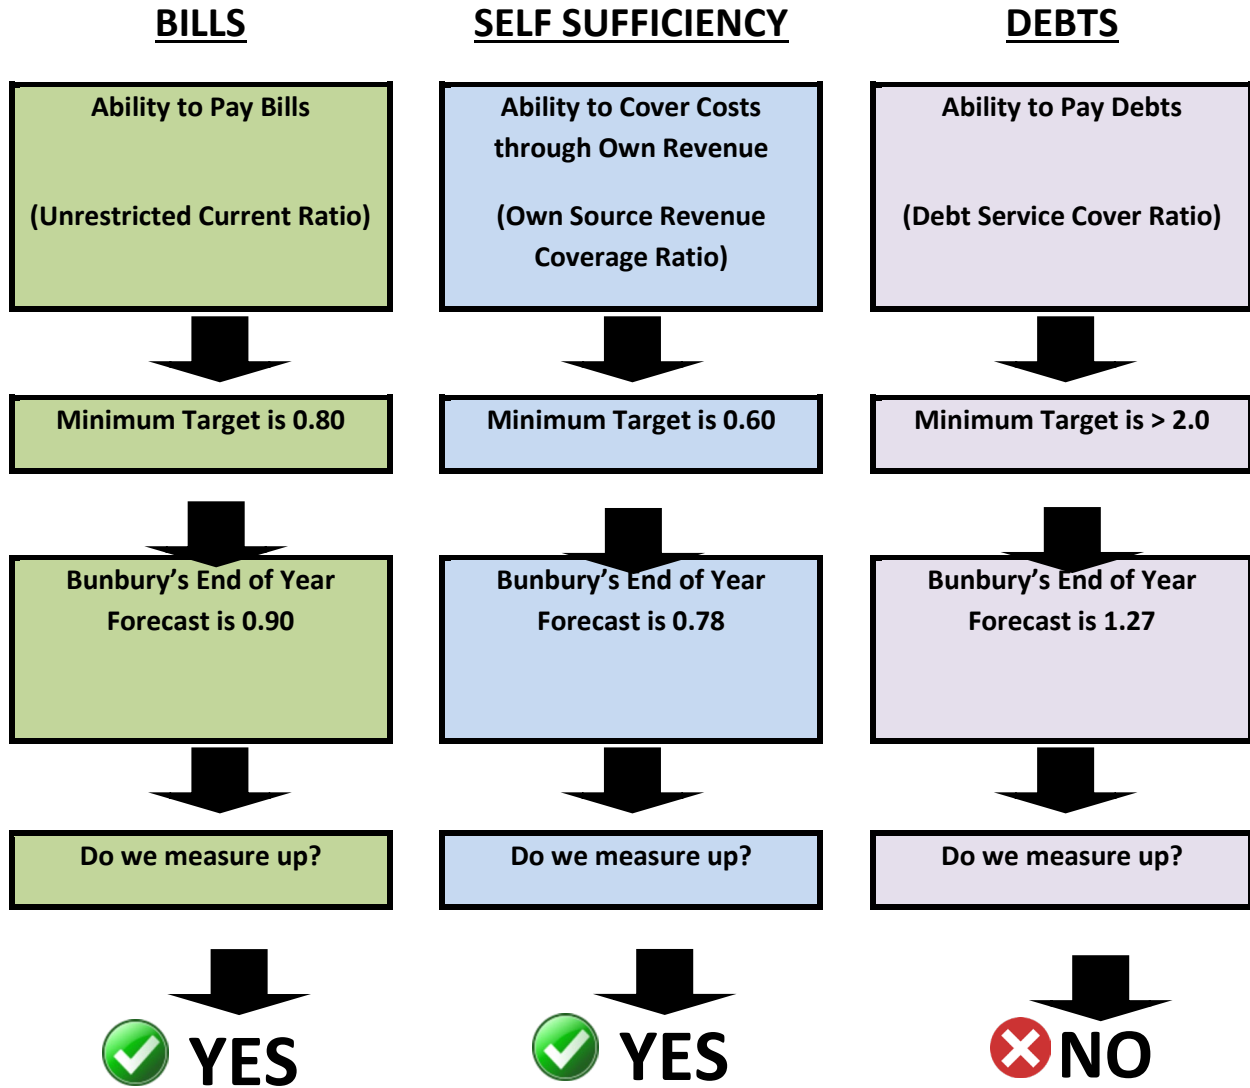 BILLS
SELF SUFFICIENCY
DEBTS
Ability to Pay Bills
(Unrestricted Current Ratio)
Ability to Cover Costs
through Own Revenue
(Own Source Revenue
Coverage Ratio)
Ability to Pay Debts
(Debt Service Cover Ratio)
Minimum Target is 0.80
Minimum Target is 0.60
Minimum Target is > 2.0
Bunbury’s End of Year
Forecast is 0.90
Bunbury’s End of Year
Forecast is 0.78
Bunbury’s End of Year
Forecast is 1.27
Do we measure up?
Do we measure up?
Do we measure up?
YES
YES
NO